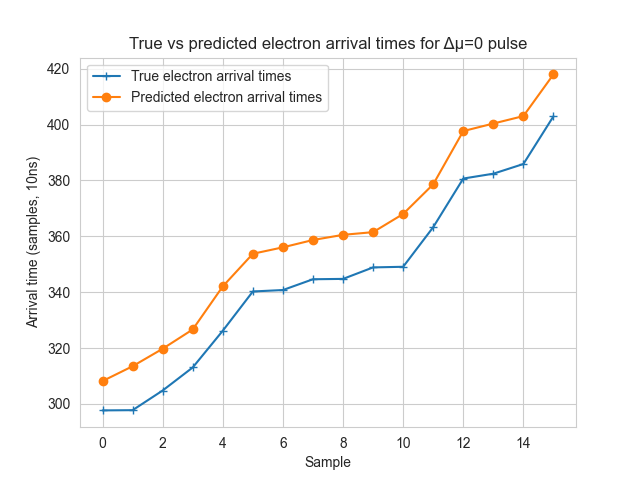 True vs predicted electron arrival times for Δμ=0 pulse
True electron arrival times
Predicted electron arrival times
Arrival time (samples, 10ns)
420
400
380
360
340
320
300
0 2 4 6 8 10 12 14
Sample